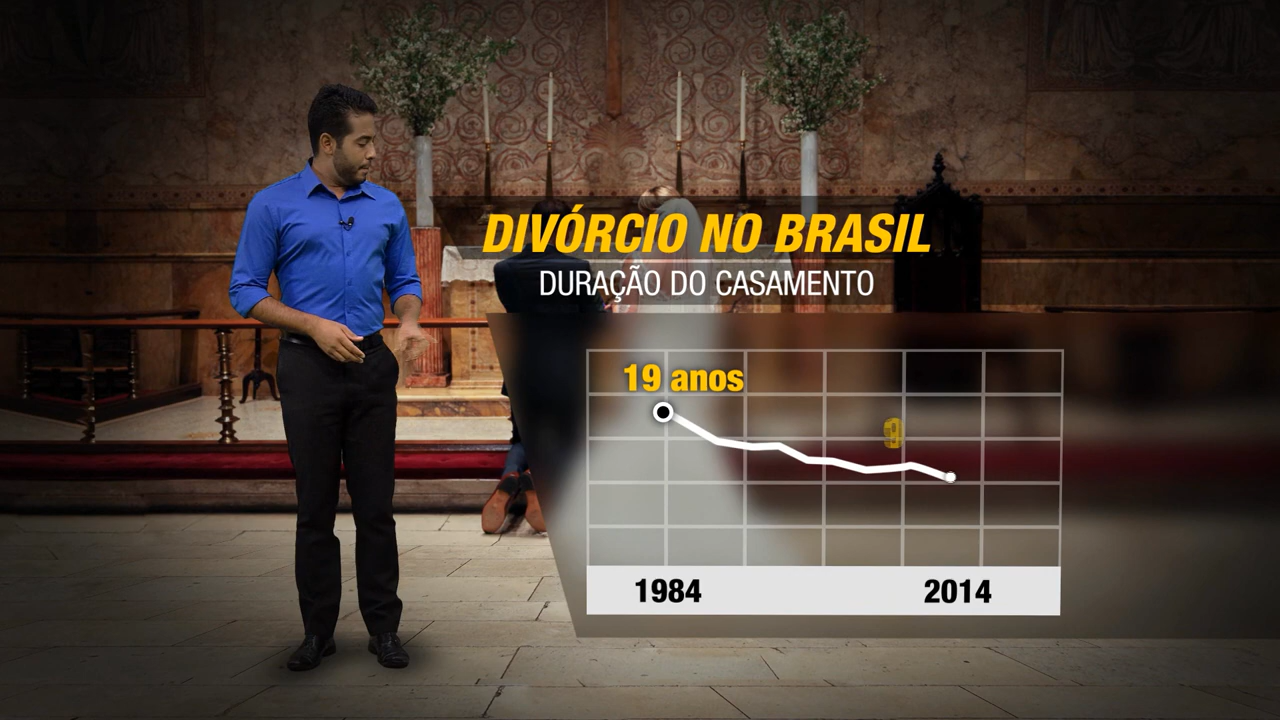 DIVÓRCIO NO BRASIL
DURAÇÃO DO CASAMENTO
19 anos
1984
2014